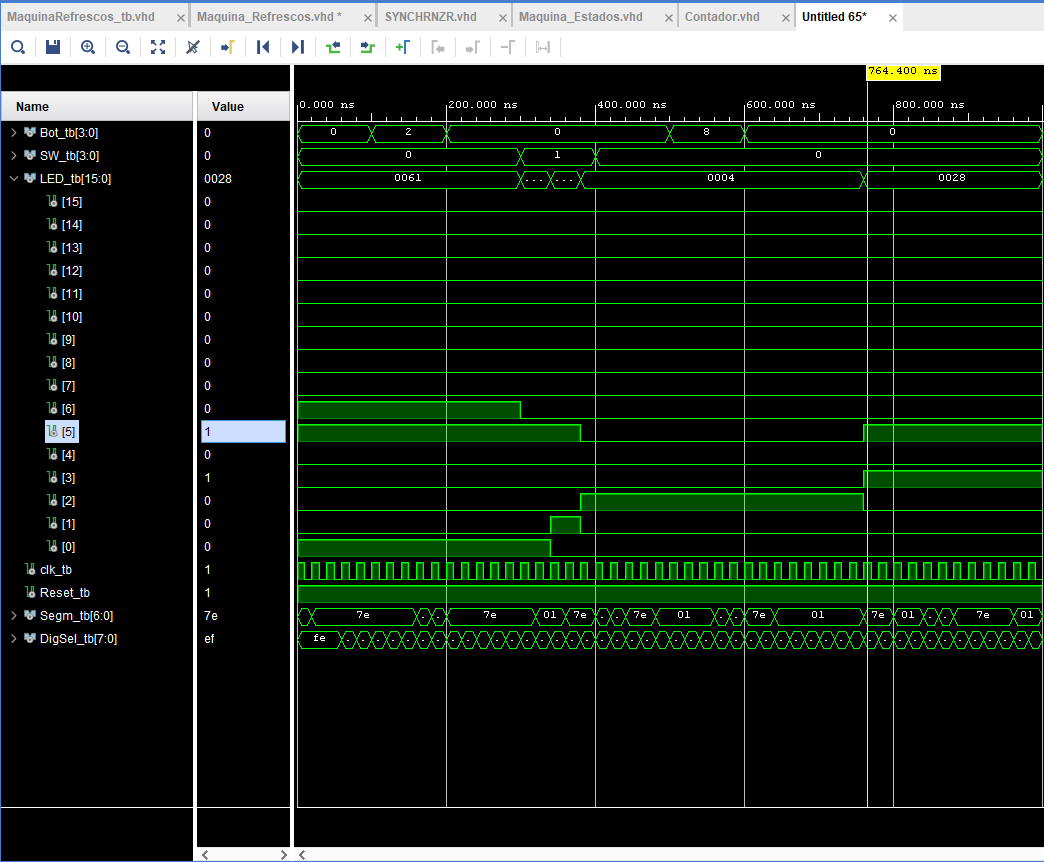 MaquinaRefrescos_tb.vhd Maquina_Refrescos.vhd * SYNCHRNZR.vhd Maquina_Estados.vhd Contador.vhd Untitled 65*
764.400 ns
Name Value 0.000 ns 200.000 ns 400.000 ns 600.000 ns 800.000 ns
Bot_tb[3:0] 0 0 2 0 8 0
SW_tb[3:0] 0 0 1 0
LED_tb[15:0] 0028 0061 ... ... 0004 0028
[15] 0
[14] 0
[13] 0
[12] 0
[11] 0
[10] 0
[9] 0
[8] 0
[7] 0
[6] 0
[5] 1
[4] 0
[3] 1
[2] 0
[1] 0
[0] 0
clk_tb 1
Reset_tb 1
Segm_tb[6:0] 7e 7e 7e 01 7e 7e 01 7e 01 7e 01 7e 01
DigSel_tb[7:0] ef fe